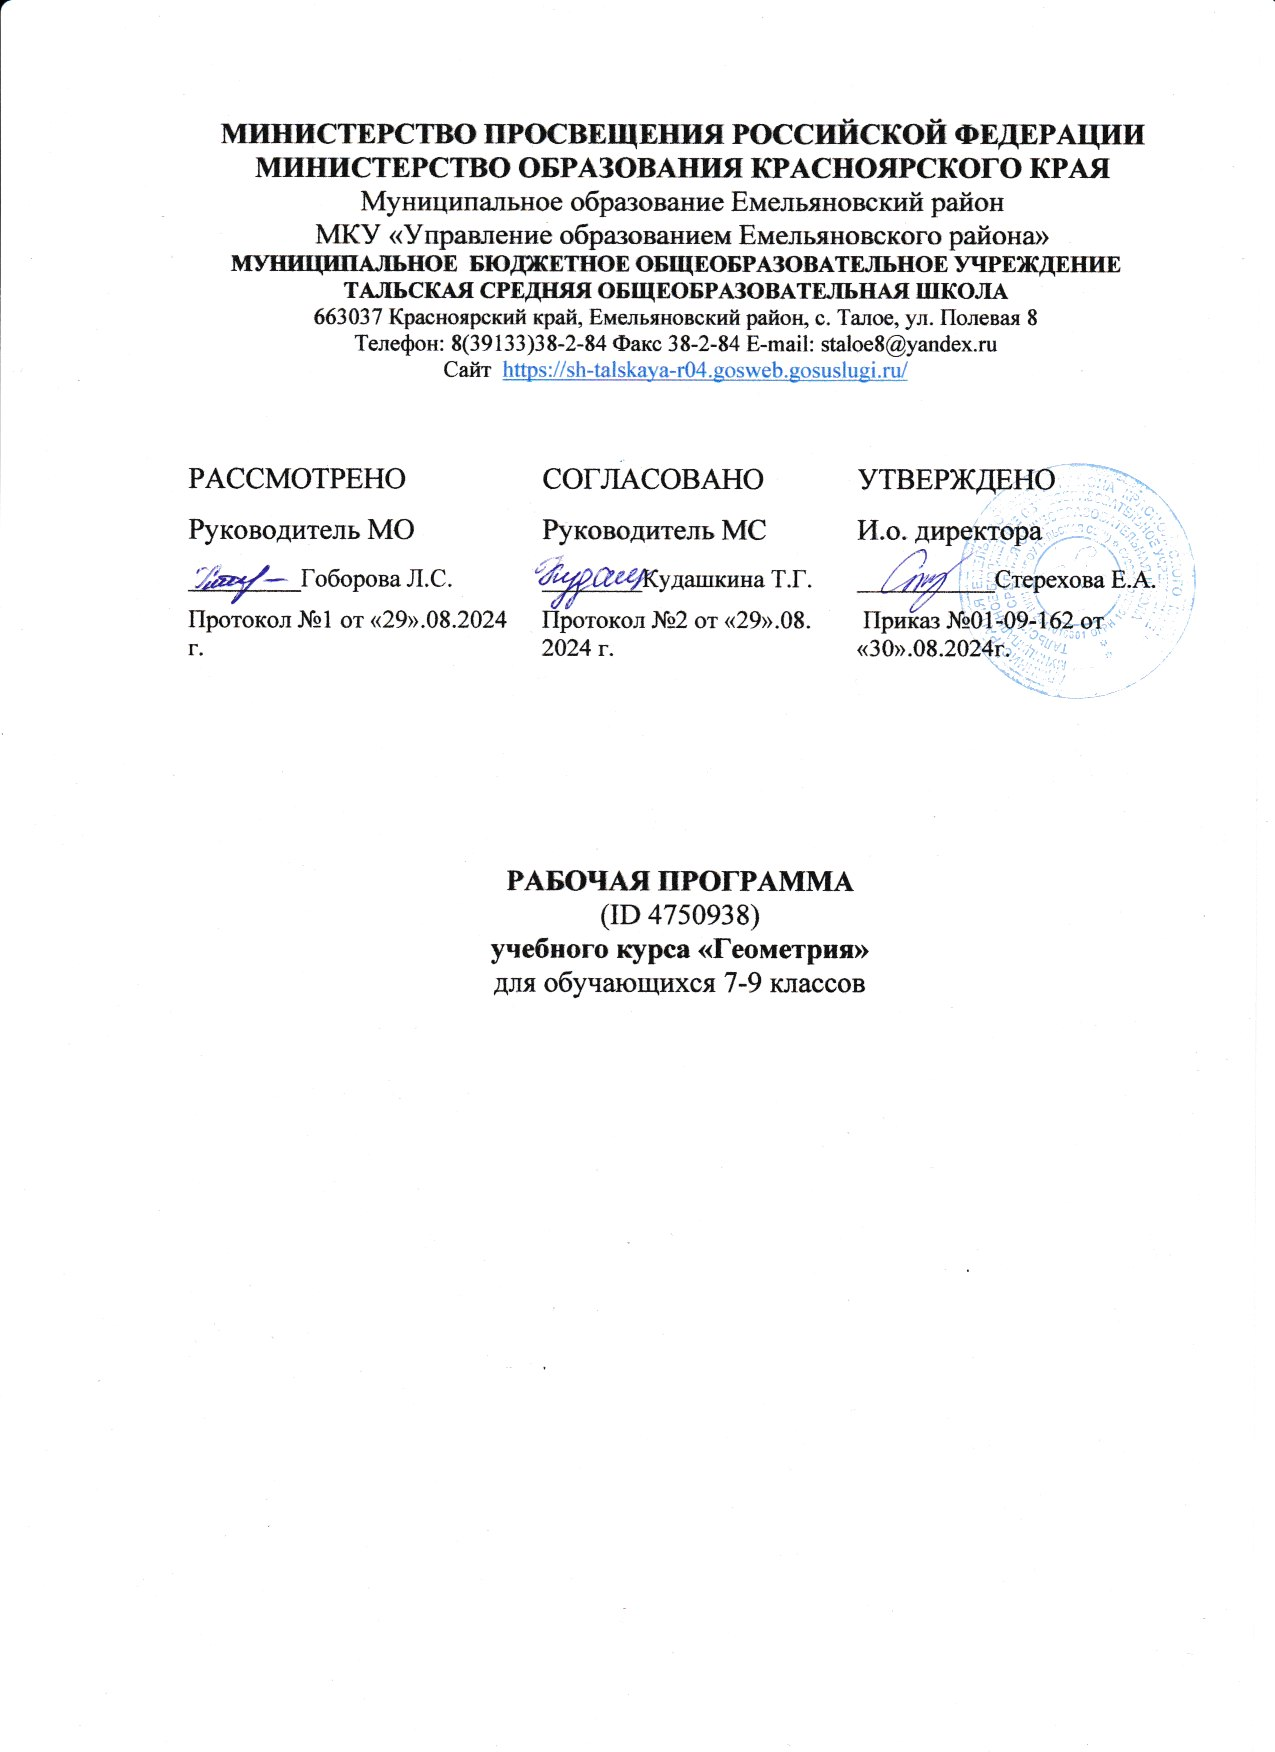 МИНИСТЕРСТВО ПРОСВЕЩЕНИЯ РОССИЙСКОЙ ФЕДЕРАЦИИ
МИНИСТЕРСТВО ОБРАЗОВАНИЯ КРАСНОЯРСКОГО КРАЯ
Муниципальное образование Емельяновский район
МКУ «Управление образованием Емельяновского района»
МУНИЦИПАЛЬНОЕ БЮДЖЕТНОЕ ОБЩЕОБРАЗОВАТЕЛЬНОЕ УЧРЕЖДЕНИЕ
ТАЛЬСКАЯ СРЕДНЯЯ ОБЩЕОБРАЗОВАТЕЛЬНАЯ ШКОЛА
663037 Красноярский край, Емельяновский район, с. Талое, ул. Полевая 8
Телефон: 8(39133)38-2-84 Факс 38-2-84 E-mail: staloe8@yandex.ru
Сайт https://sh-talskaya-r04.gosweb.gosuslugi.ru/
РАССМОТРЕНО
Руководитель МО
_________Гоборова Л.С.
Протокол №1 от «29».08.2024
г.
СОГЛАСОВАНО
Руководитель МС
________Кудашкина Т.Г.
Протокол №2 от «29».08.
2024 г.
УТВЕРЖДЕНО
И.о. директора
___________Стерехова Е.А.
Приказ №01-09-162 от
«30».08.2024г.
РАБОЧАЯ ПРОГРАММА
(ID 4750938)
учебного курса «Геометрия»
для обучающихся 7-9 классов